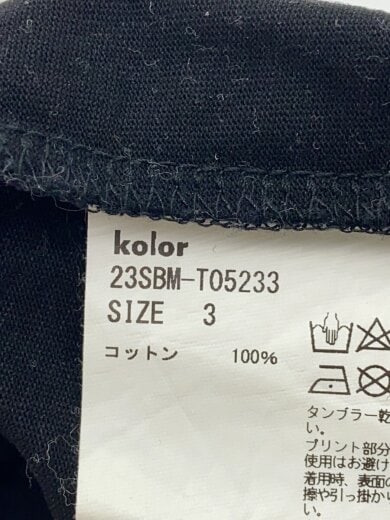 kolor
23SBM-T05233
SIZE 3
コットン 100%
タンブラー乾
い。
プリント部分
使用はお避け
着用時、表面の
擦や引っ掛か